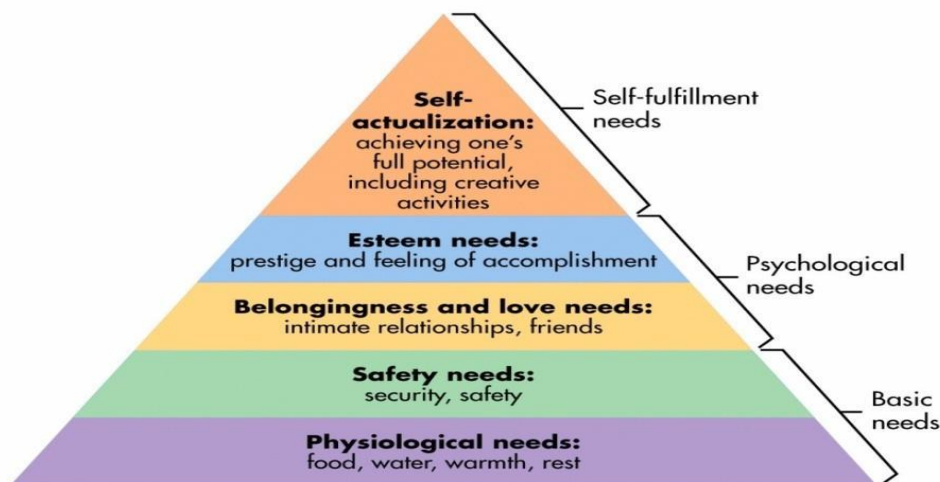 Self-
actualization:
achieving one's
full potential,
including creative
activities
Self-fulfillment
needs
Esteem needs:
prestige and feeling of accomplishment
Psychological
needs
Belongingness and love needs:
intimate relationships, friends
Safety needs:
security, safety
Basic
needs
Physiological needs:
food, water, warmth, rest